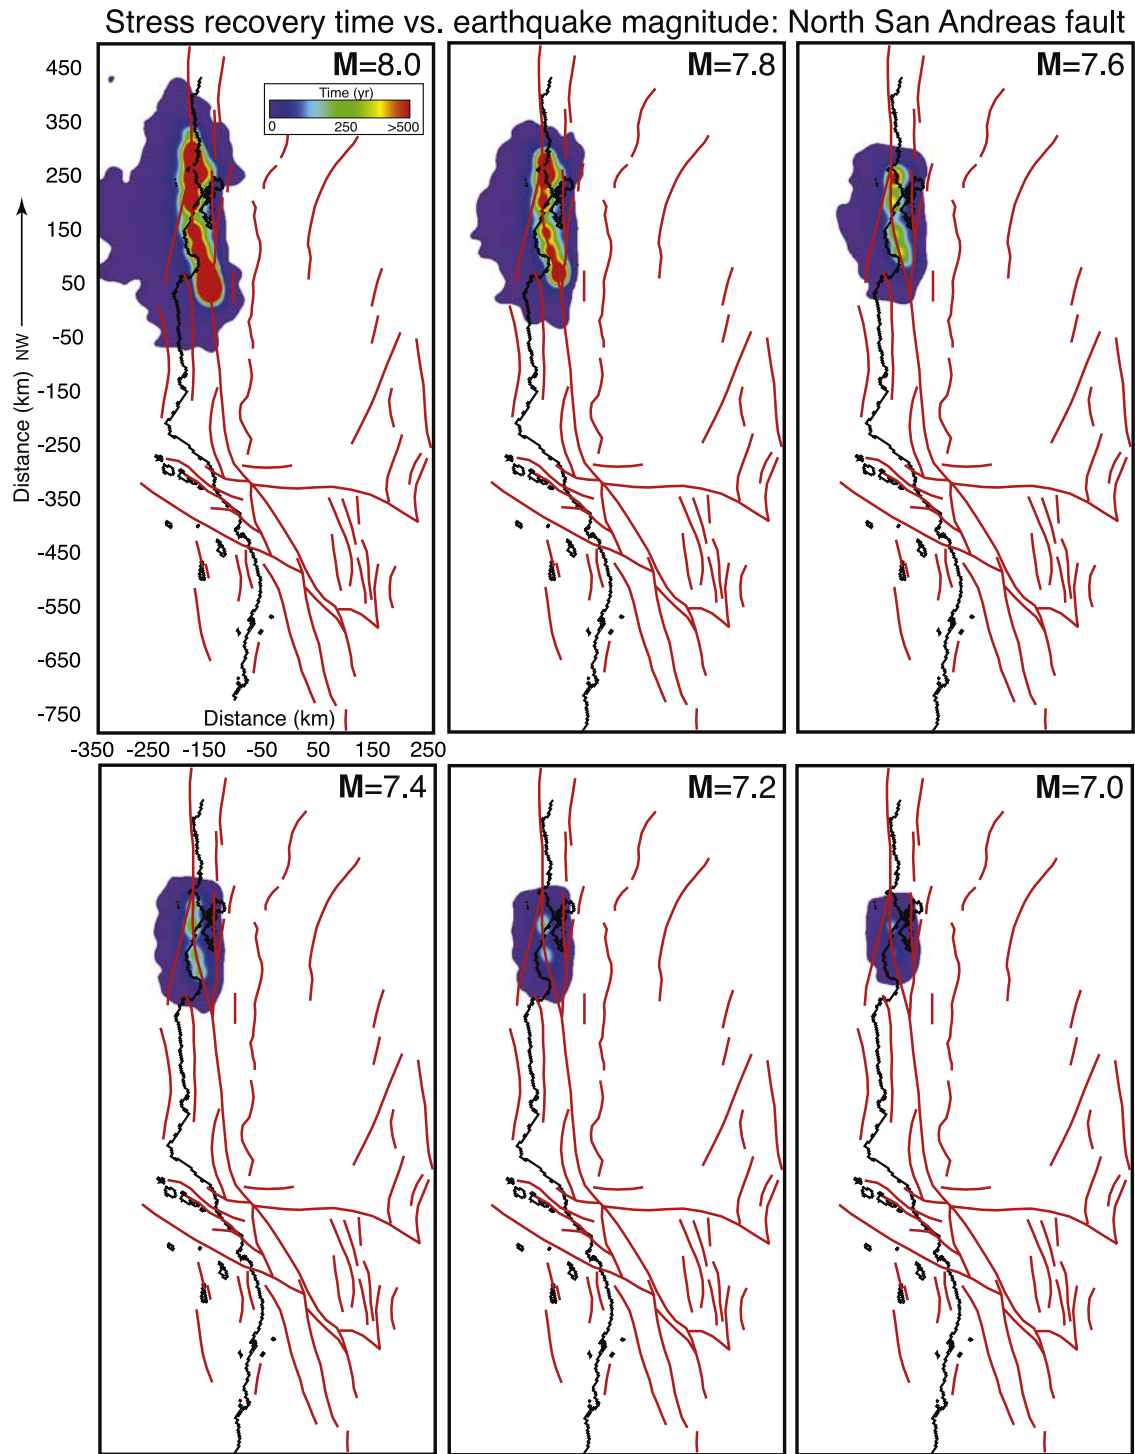 Stress recovery time vs. earthquake magnitude: North San Andreas fault
M=8.0
M=7.8
M=7.6
Time (yr)
0 250 >500
450
350
250
150
50
-50
-150
-250
-350
-450
-550
-650
-750
Distance (km) NW
Distance (km)
-350 -250 -150 -50 50 150 250
M=7.4
M=7.2
M=7.0